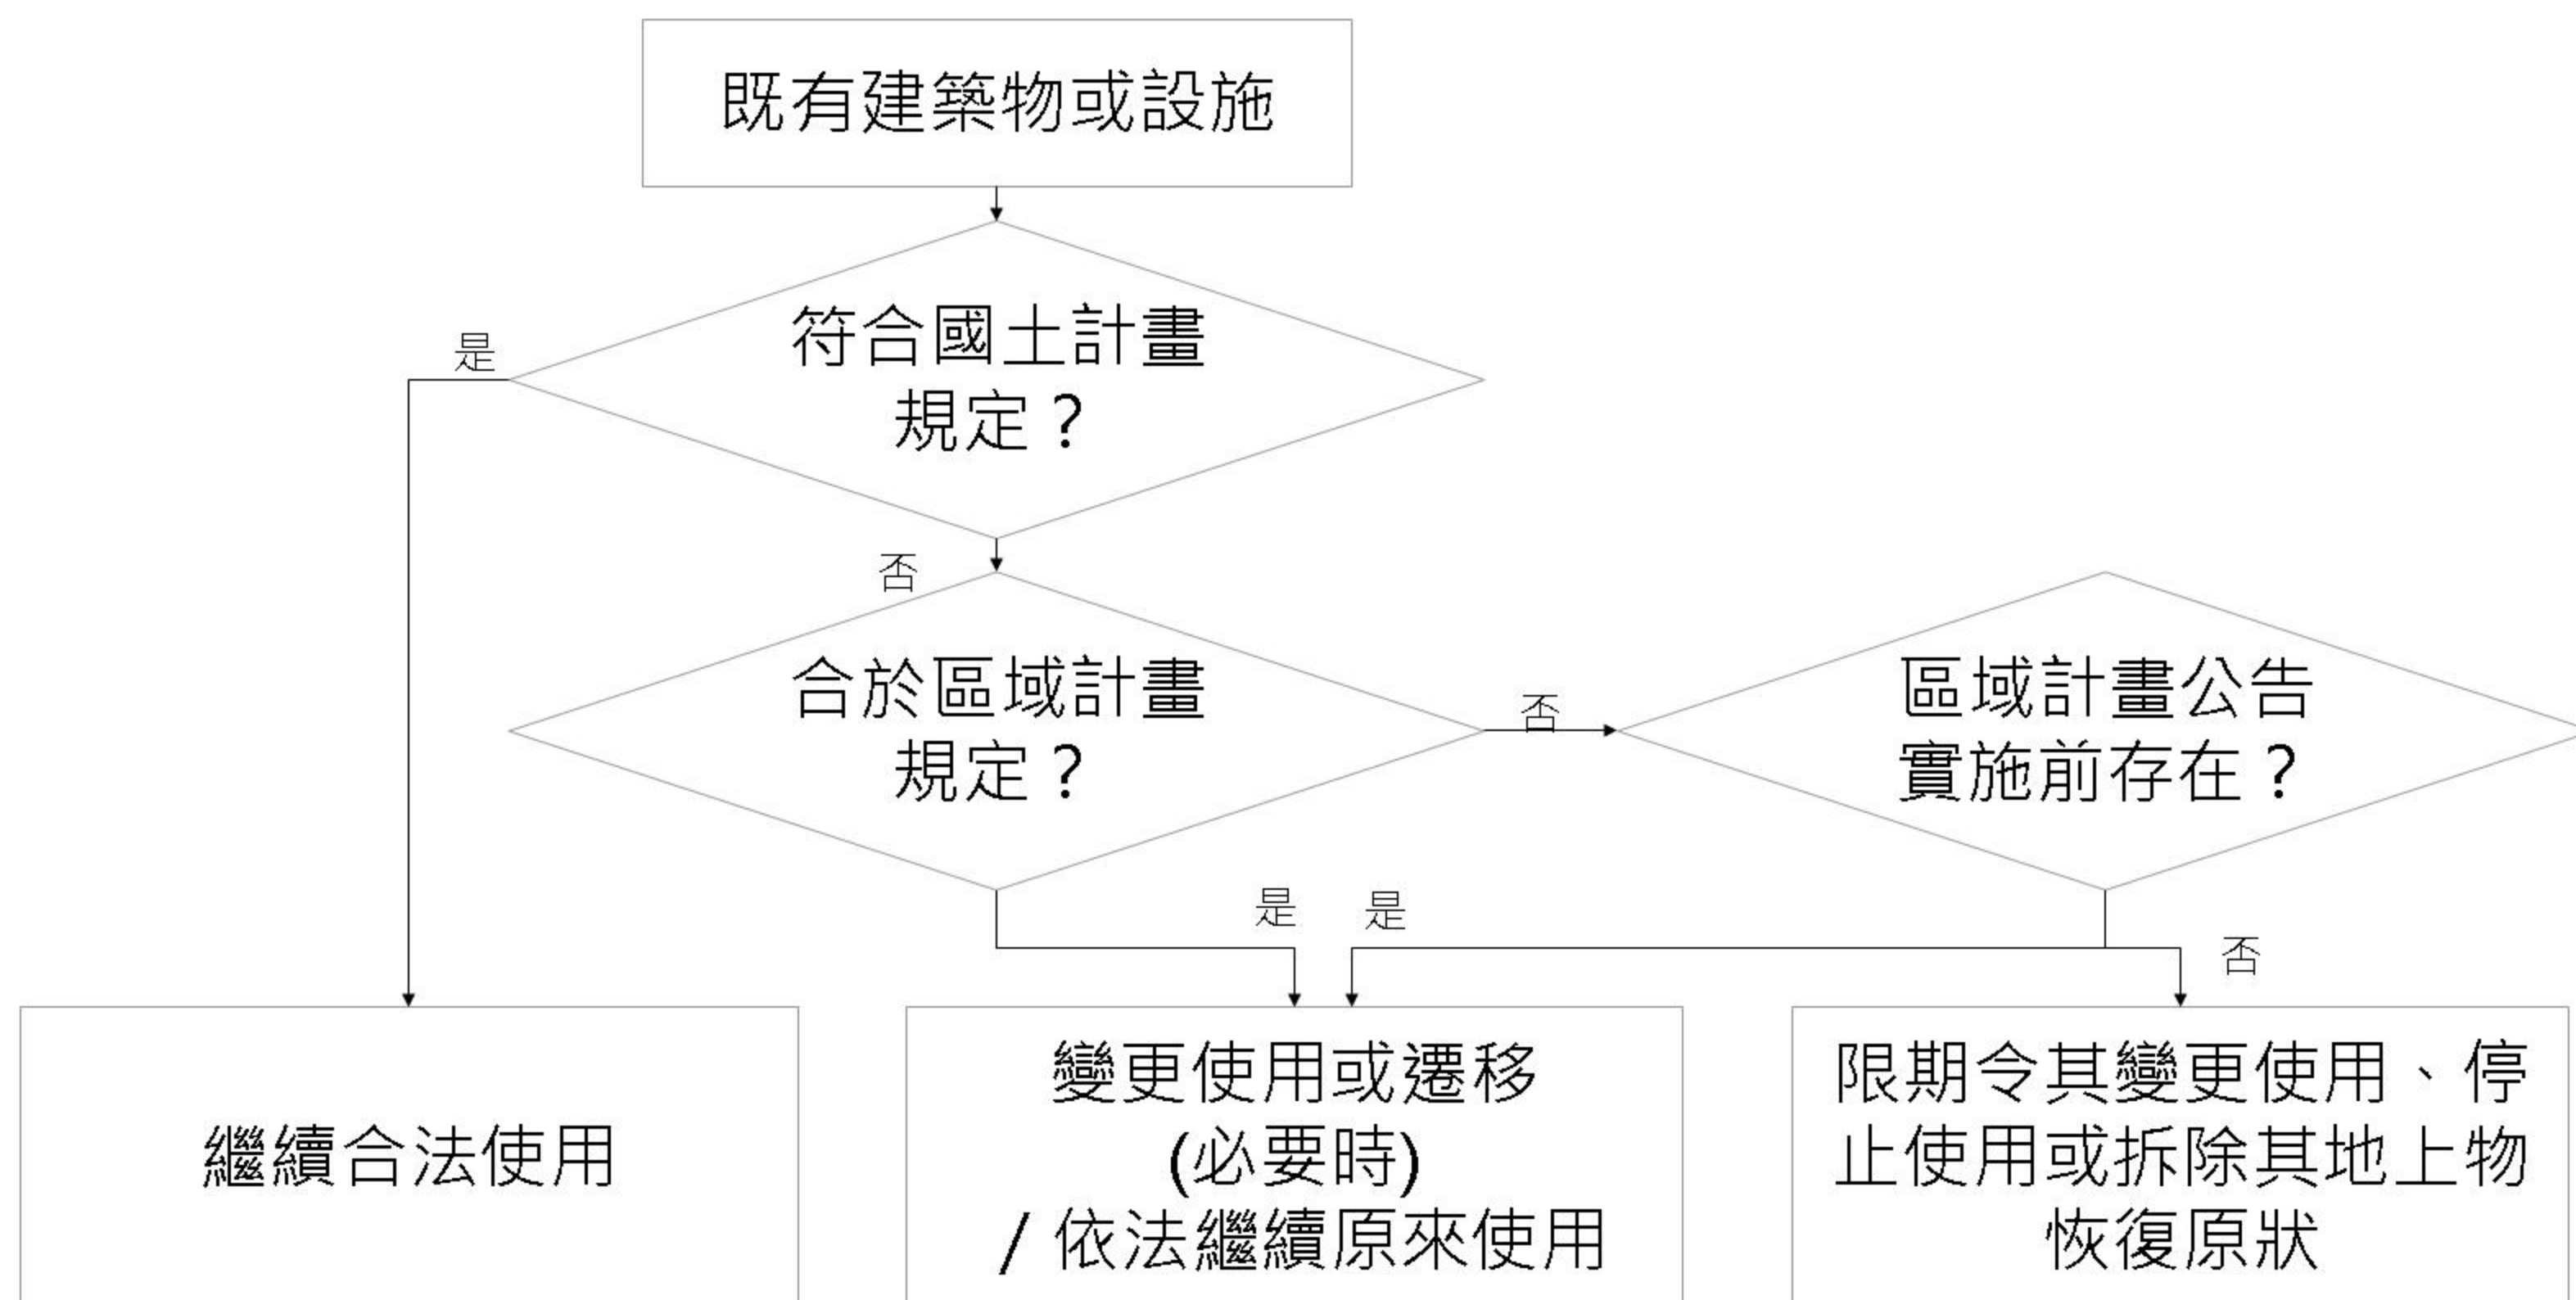 既有建築物或設施
符合國土計畫
規定？
是
否
合於區域計畫
規定？
否
區域計畫公告
實施前存在？
是
是
否
繼續合法使用
變更使用或遷移
(必要時)
/ 依法繼續原來使用
限期令其變更使用、停
止使用或拆除其地上物
恢復原狀